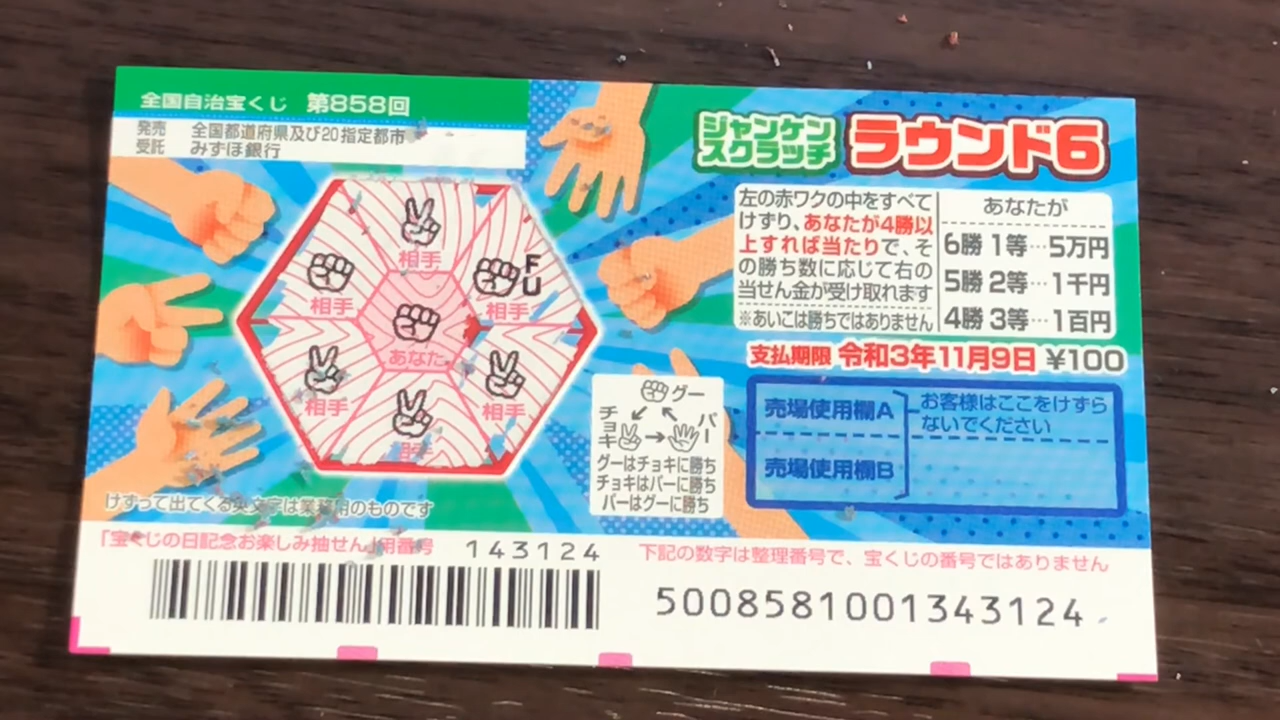 全国自治宝くじ 第858回
発売 全国都道府県及び20指定都市
受託 みずほ銀行
相手
相手
相手
FU
あなた
相手
相手
相手
けずって出てくる英文字は業務用のものです
ジャンケン
スクラッチ
ラウンド6
左の赤ワクの中をすべて
けずり、あなたが4勝以
上すれば当たりで、そ
の勝ち数に応じて右の
当せん金が受け取れます
※あいこは勝ちではありません
あなたが
6勝 1等…5万円
5勝 2等…1千円
4勝 3等…1百円
支払期限 令和3年11月9日 ¥100
グー
チョキ
パー
グーはチョキに勝ち
チョキはパーに勝ち
パーはグーに勝ち
売場使用欄A
売場使用欄B
お客様はここをけずら
ないでください
「宝くじの日記念お楽しみ抽せん」用番号 143124
下記の数字は整理番号で、宝くじの番号ではありません
5008581001343124